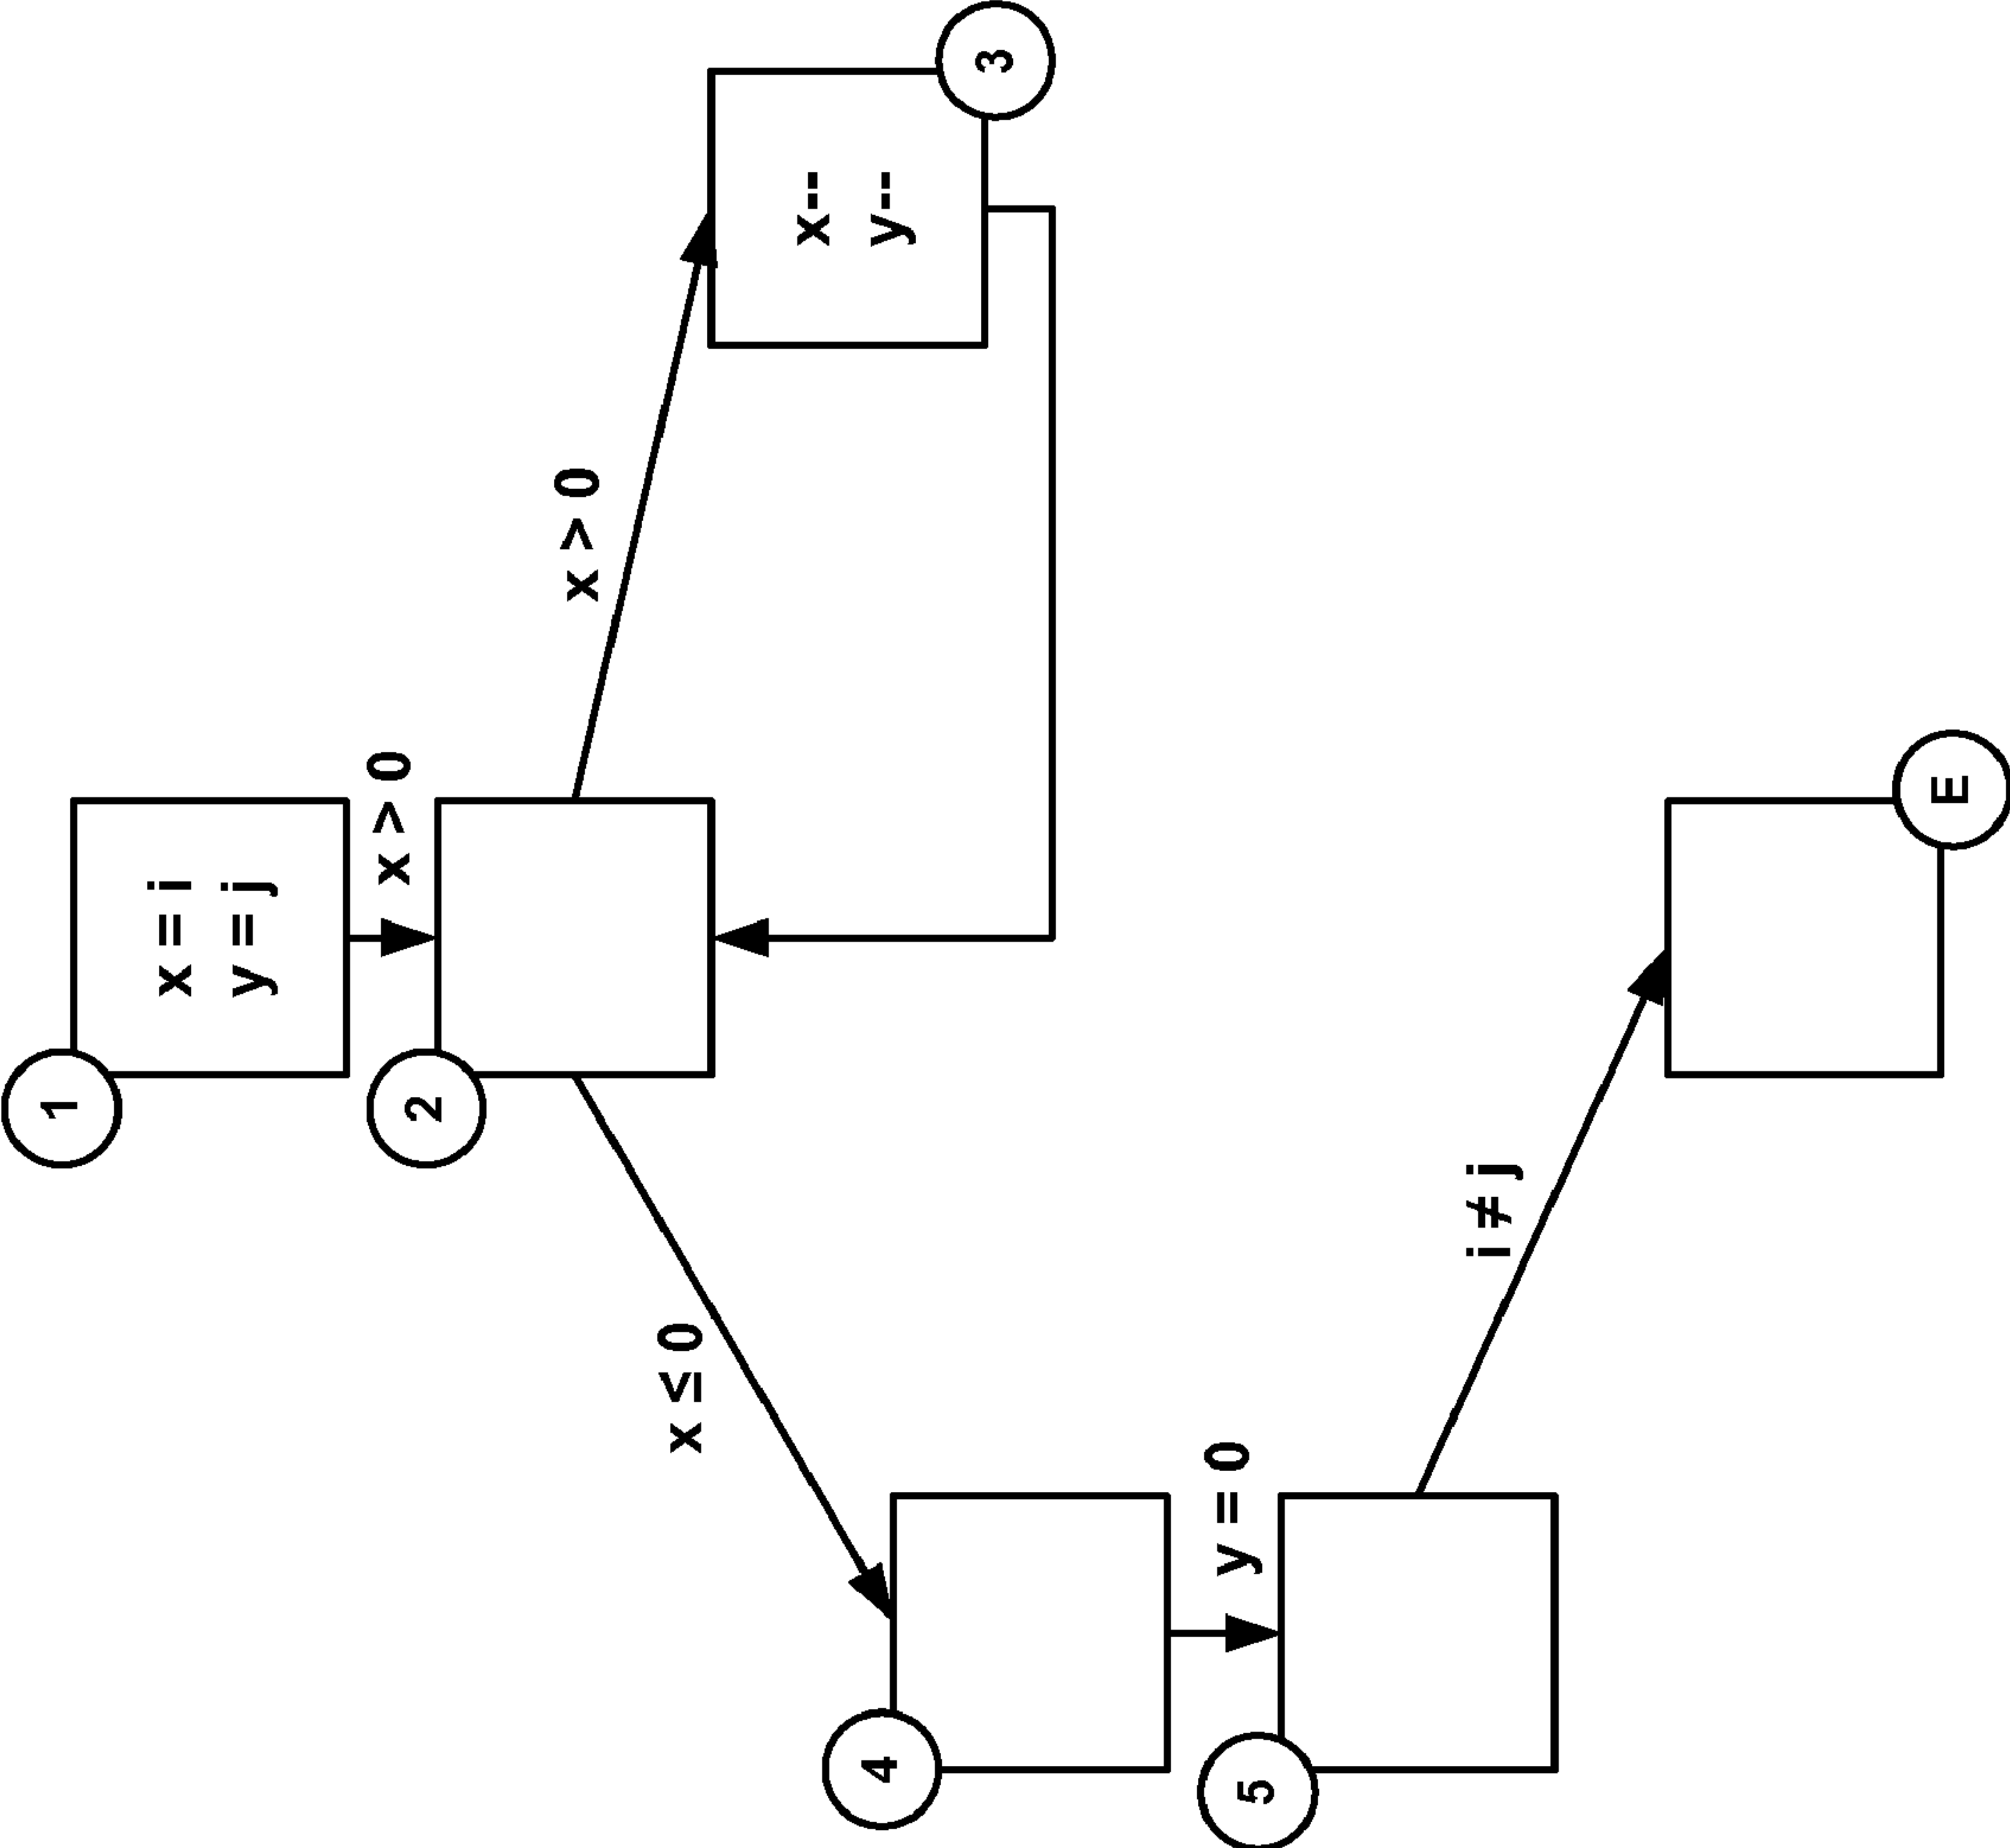 1
x = i
y = j
x > 0
2
x > 0
3
x--
y--
x ≤ 0
4
y = 0
5
i ≠ j
E